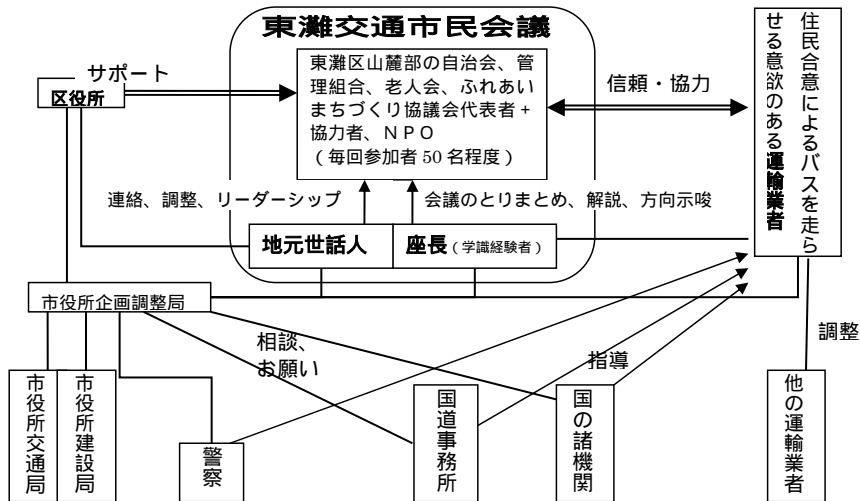 東灘交通市民会議
東灘区山麓部の自治会、管
理組合、老人会、ふれあい
まちづくり協議会代表者+
協力者、NPO
(毎回参加者50名程度)
サポート
区役所
信頼・協力
住民合意によるバスを走ら
せる意欲のある運輸業者
連絡、調整、リーダーシップ
会議のとりまとめ、解説、方向示唆
地元世話人
座長(学識経験者)
市役所企画調整局
相談、
お願い
指導
調整
市役所交通局
市役所建設局
警察
国道事務所
国の諸機関
他の運輸業者